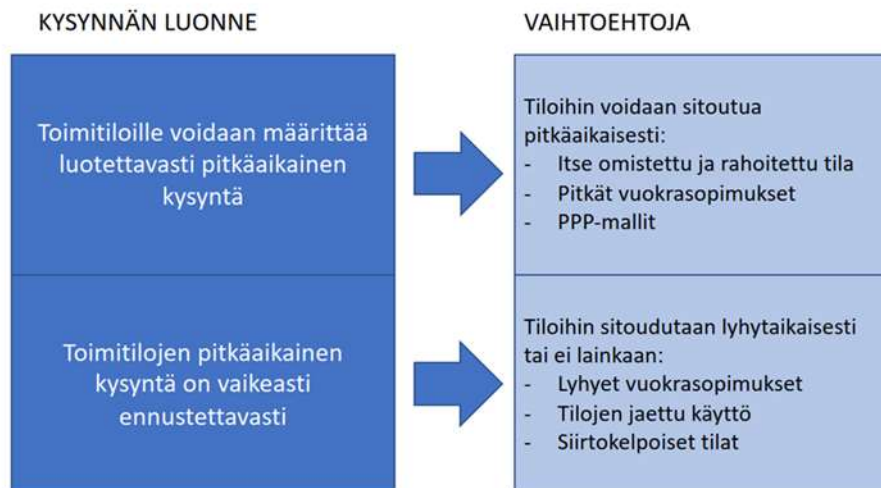 KYSYNNÄN LUONNE
VAIHTOEHTOJA
Toimitiloille voidaan määrittää
luotettavasti pitkäaikainen
kysyntä
Tiloihin voidaan sitoutua
pitkäaikaisesti:
- Itse omistettu ja rahoitettu tila
- Pitkät vuokrasopimukset
- PPP-mallit
Toimitilojen pitkäaikainen
kysyntä on vaikeasti
ennustettavasti
Tiloihin sitoudutaan lyhytaikaisesti
tai ei lainkaan:
- Lyhyet vuokrasopimukset
- Tilojen jaettu käyttö
- Siirtokelpoiset tilat